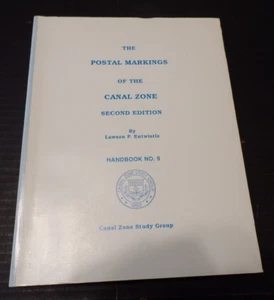 THE
POSTAL MARKINGS
OF THE
CANAL ZONE
SECOND EDITION
By
Lawson P. Entwistle
HANDBOOK NO. 9
Canal Zone Study Group